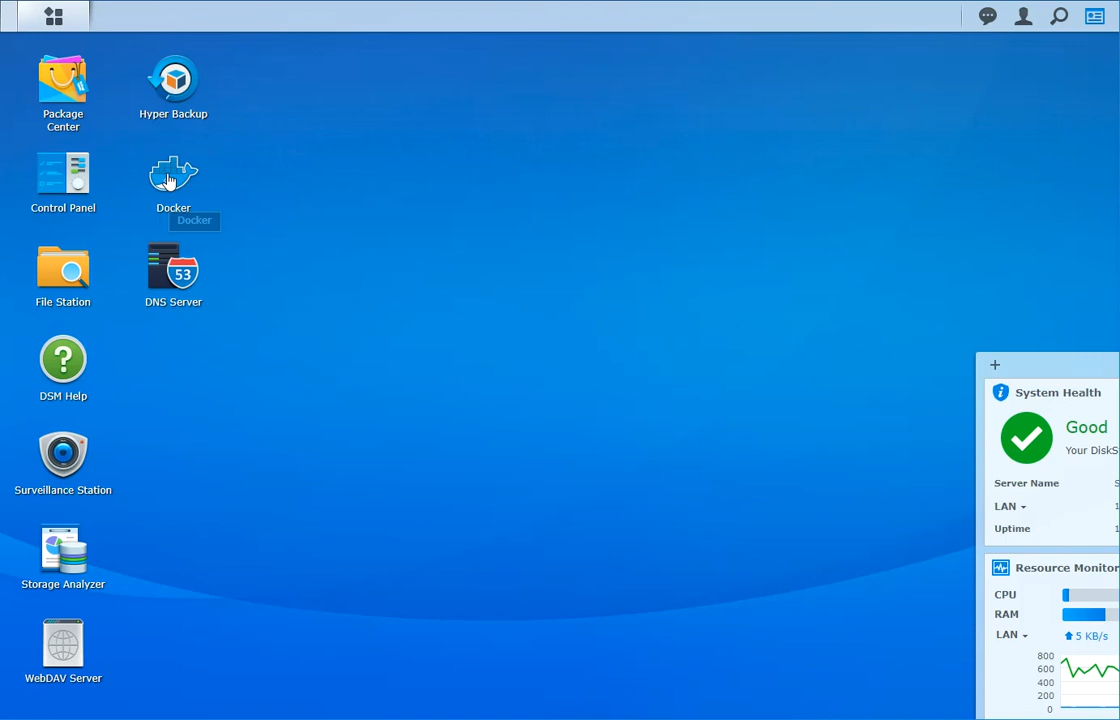 Package
Center
Hyper Backup
Control Panel
Docker
Docker
File Station
53
DNS Server
DSM Help
Surveillance Station
Storage Analyzer
WebDAV Server
System Health
Good
Your DiskS
Server Name
LAN
Uptime
Resource Monitor
CPU
RAM
LAN
5 KB/s
800
600
400
200
0